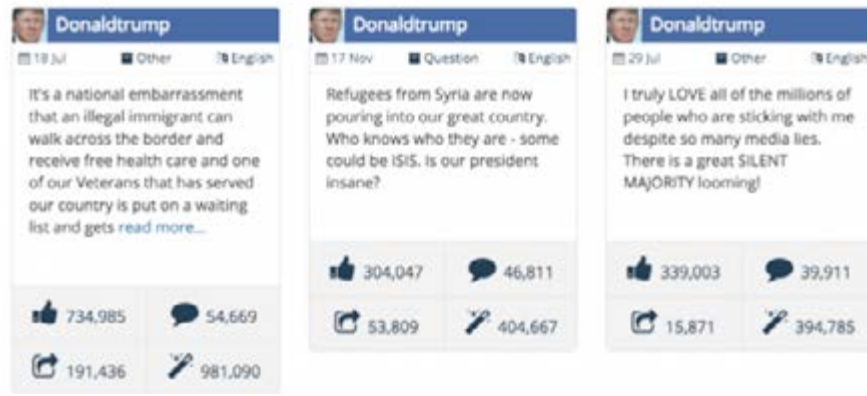 Donaldtrump
18 Jul Other English
It's a national embarrassment
that an illegal immigrant can
walk across the border and
receive free health care and one
of our Veterans that has served
our country is put on a waiting
list and gets read more...
734,985 54,669
191,436 981,090
Donaldtrump
17 Nov Question English
Refugees from Syria are now
pouring into our great country.
Who knows who they are - some
could be ISIS. Is our president
insane?
304,047 46,811
53,809 404,667
Donaldtrump
29 Jul Other English
I truly LOVE all of the millions of
people who are sticking with me
despite so many media lies.
There is a great SILENT
MAJORITY looming!
339,003 39,911
15,871 394,785